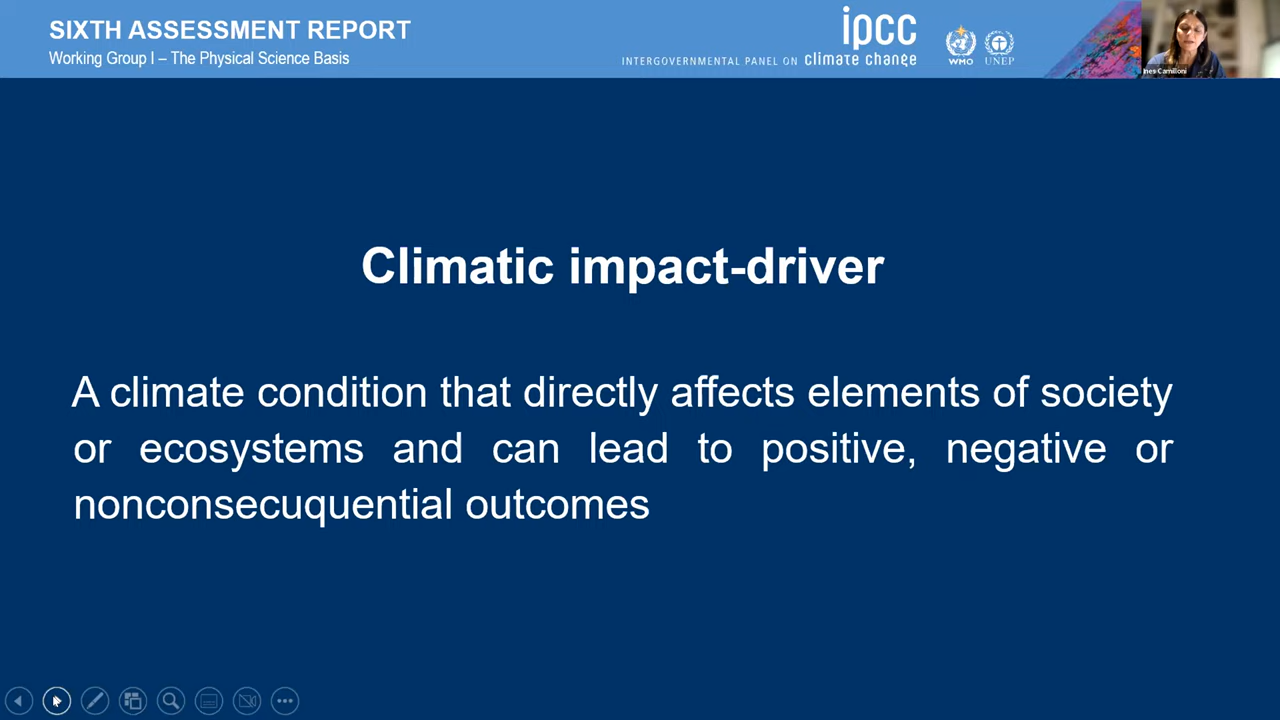 SIXTH ASSESSMENT REPORT
Working Group I – The Physical Science Basis
ipcc
INTERGOVERNMENTAL PANEL ON climate change
WMO
UNEP
Ines Camilloni
Climatic impact-driver
A climate condition that directly affects elements of society
or ecosystems and can lead to positive, negative or
nonconsecuquential outcomes